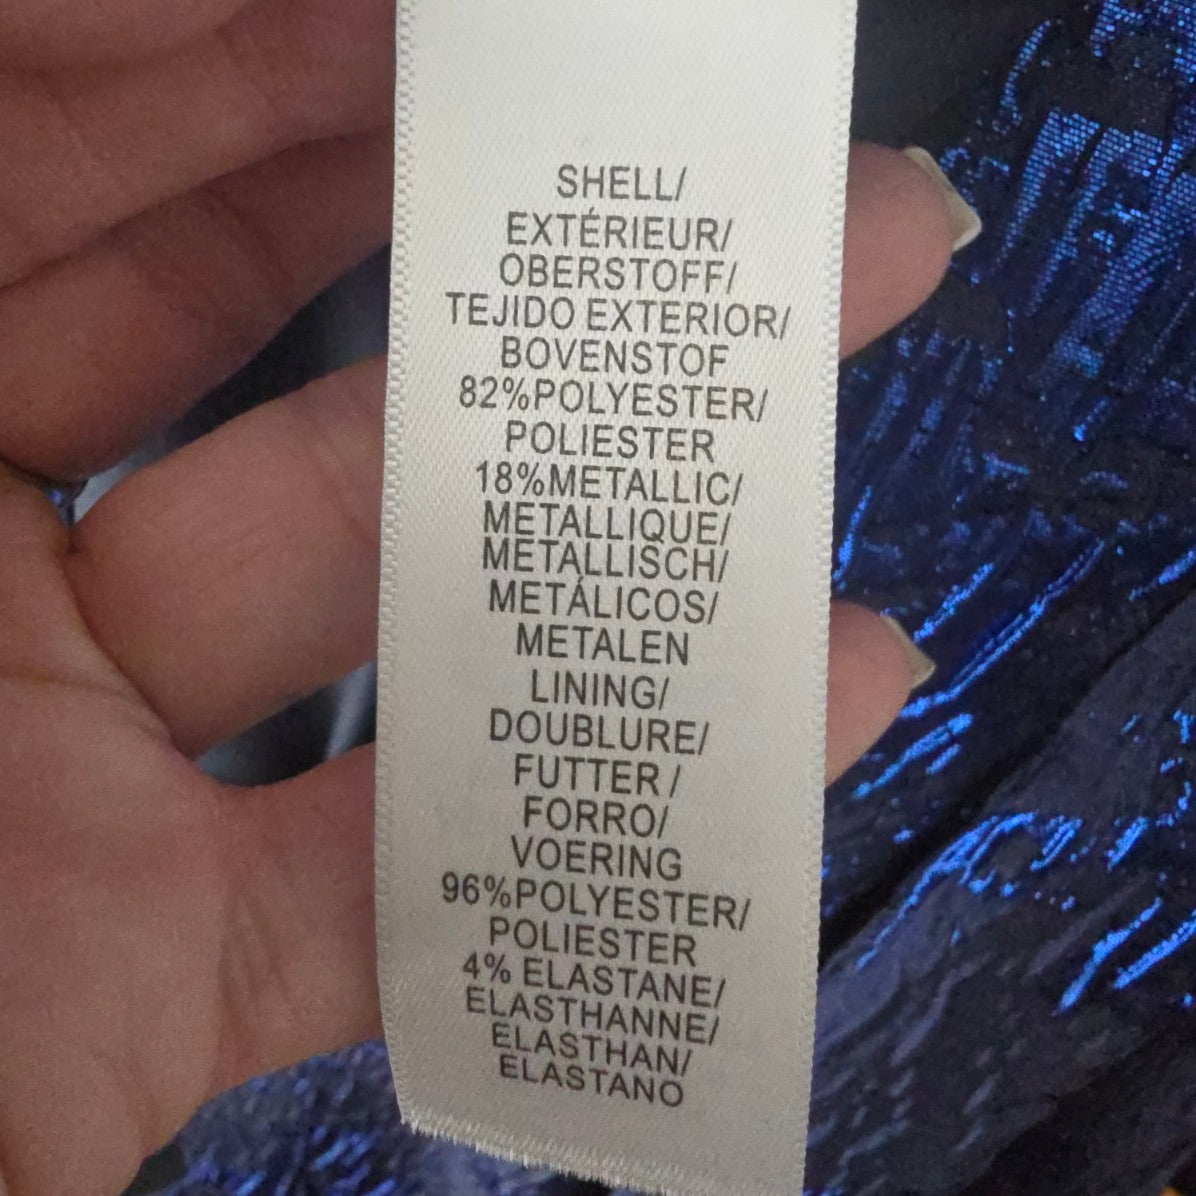 SHELL/
EXTÉRIEUR/
OBERSTOFF/
TEJIDO EXTERIOR/
BOVENSTOF
82%POLYESTER/
POLIESTER
18%METALLIC/
METALLIQUE/
METALLISCH/
METÁLICOS/
METALEN
LINING/
DOUBLURE/
FUTTER /
FORRO/
VOERING
96%POLYESTER/
POLIESTER
4% ELASTANE/
ELASTHANNE/
ELASTHAN/
ELASTANO